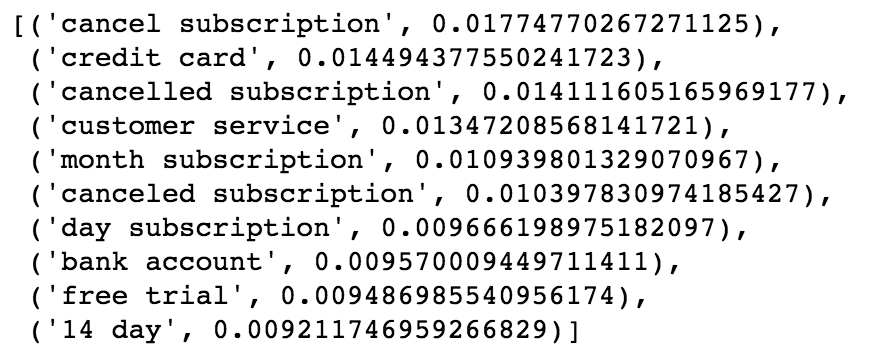 [('cancel subscription', 0.01774770267271125),
('credit card', 0.014494377550241723),
('cancelled subscription', 0.014111605165969177),
('customer service', 0.01347208568141721),
('month subscription', 0.010939801329070967),
('canceled subscription', 0.010397830974185427),
('day subscription', 0.009666198975182097),
('bank account', 0.009570009449711411),
('free trial', 0.009486985540956174),
('14 day', 0.009211746959266829)]